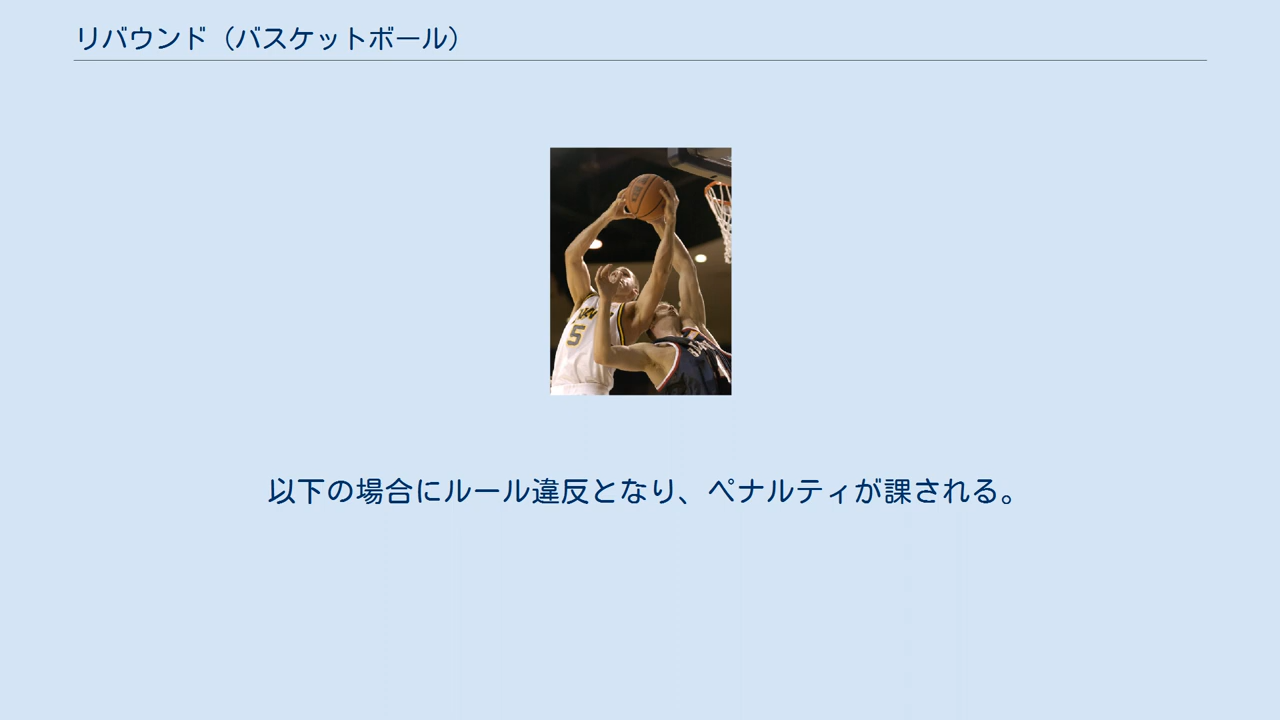 リバウンド（バスケットボール）
5
以下の場合にルール違反となり、ペナルティが課される。